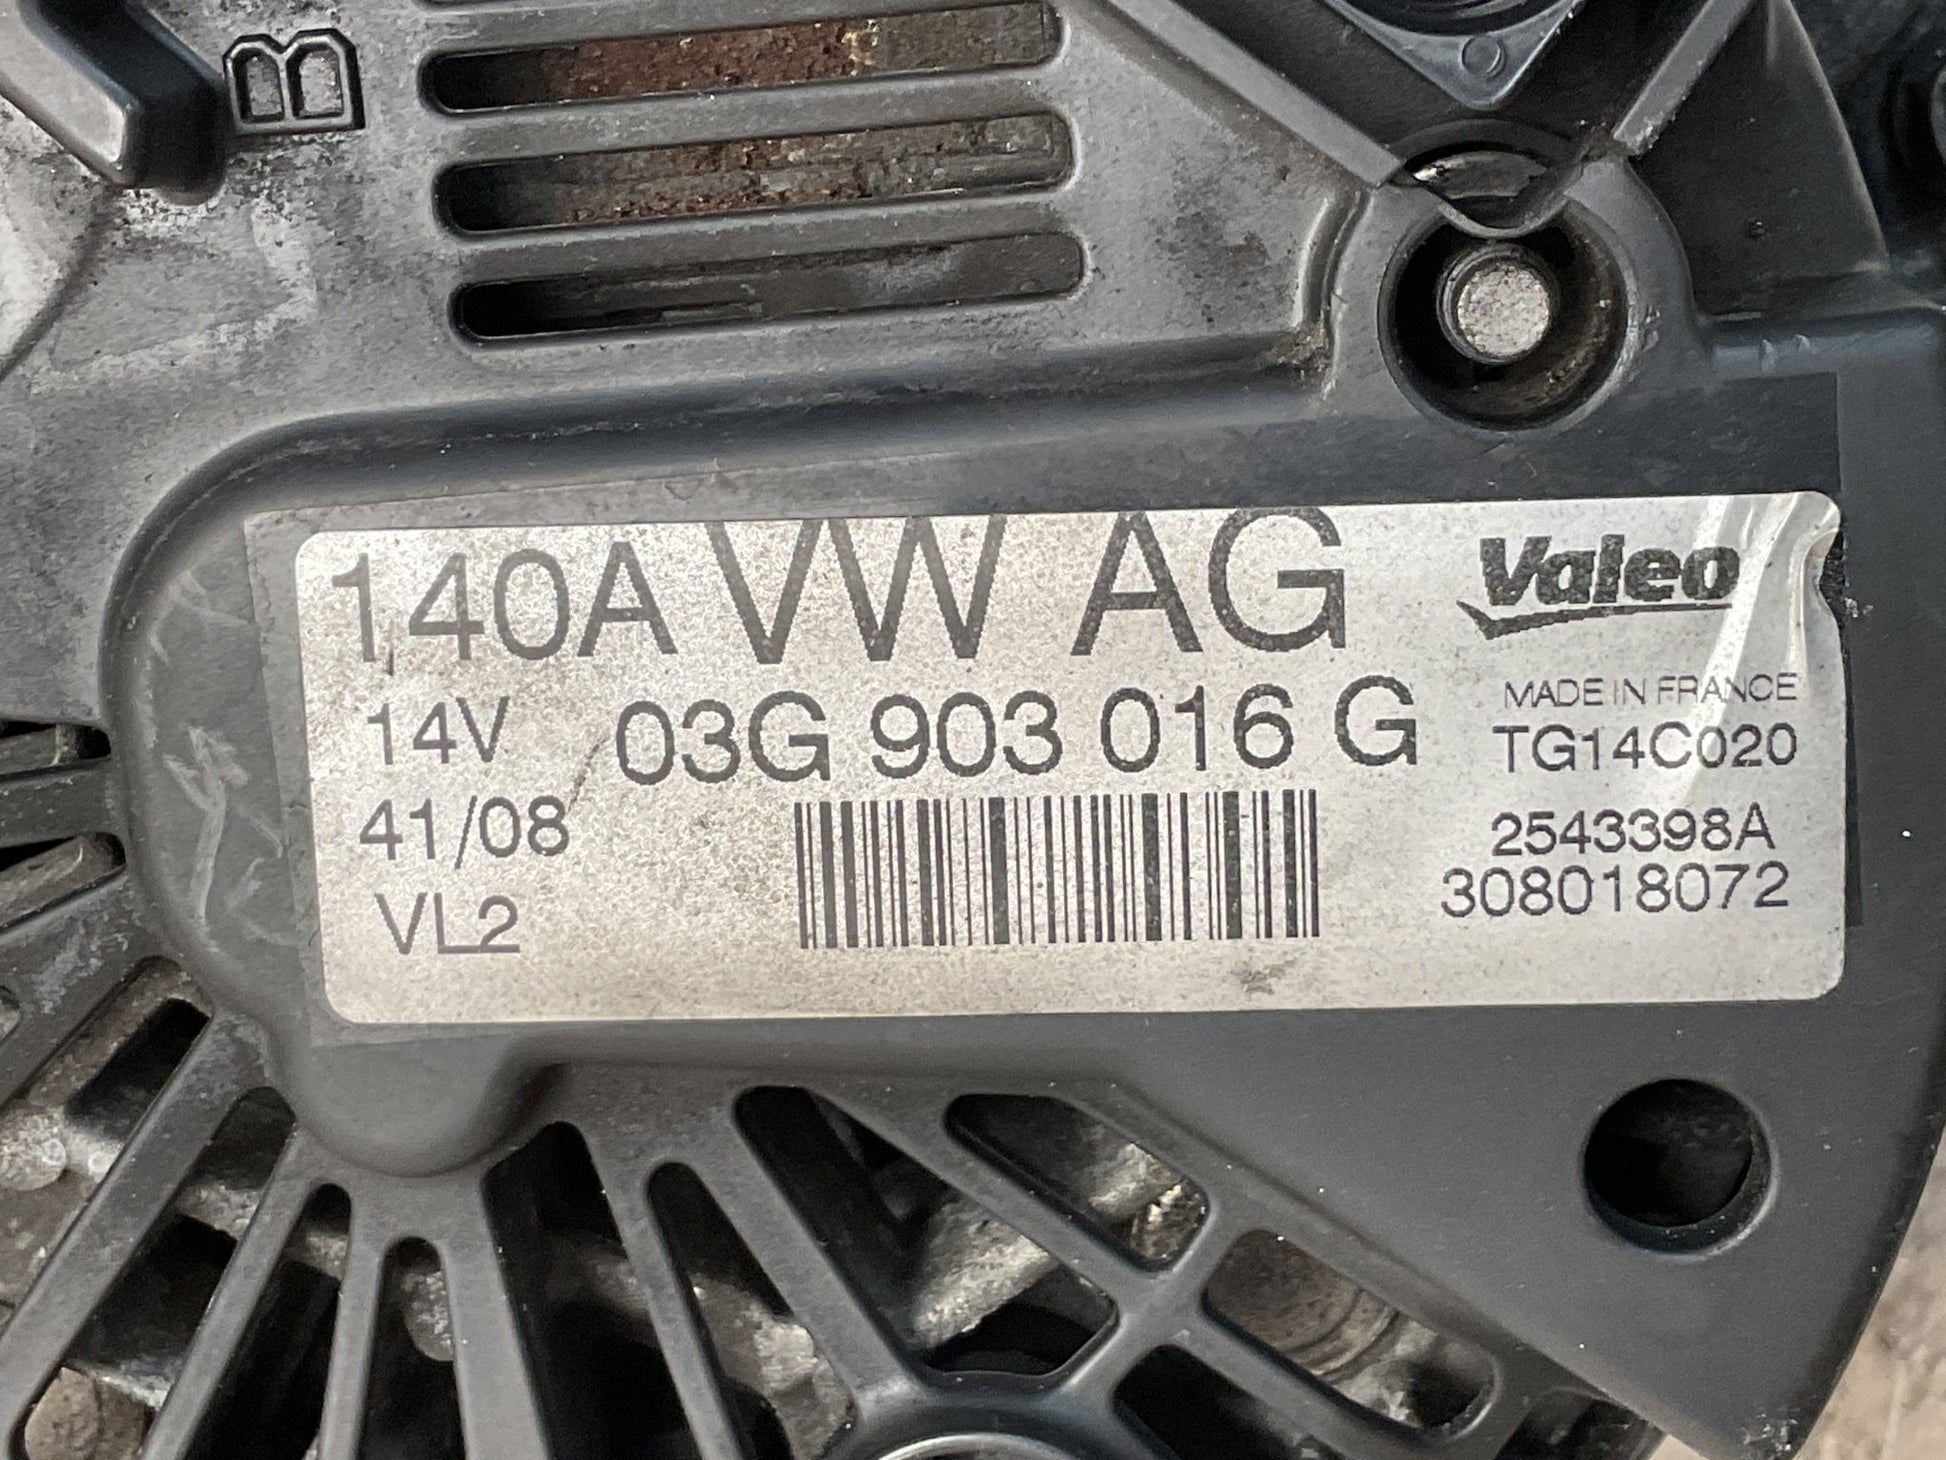 B
140A VW AG
Valeo
MADE IN FRANCE
14V 03G 903 016 G
TG14C020
41/08
2543398A
VL2
308018072